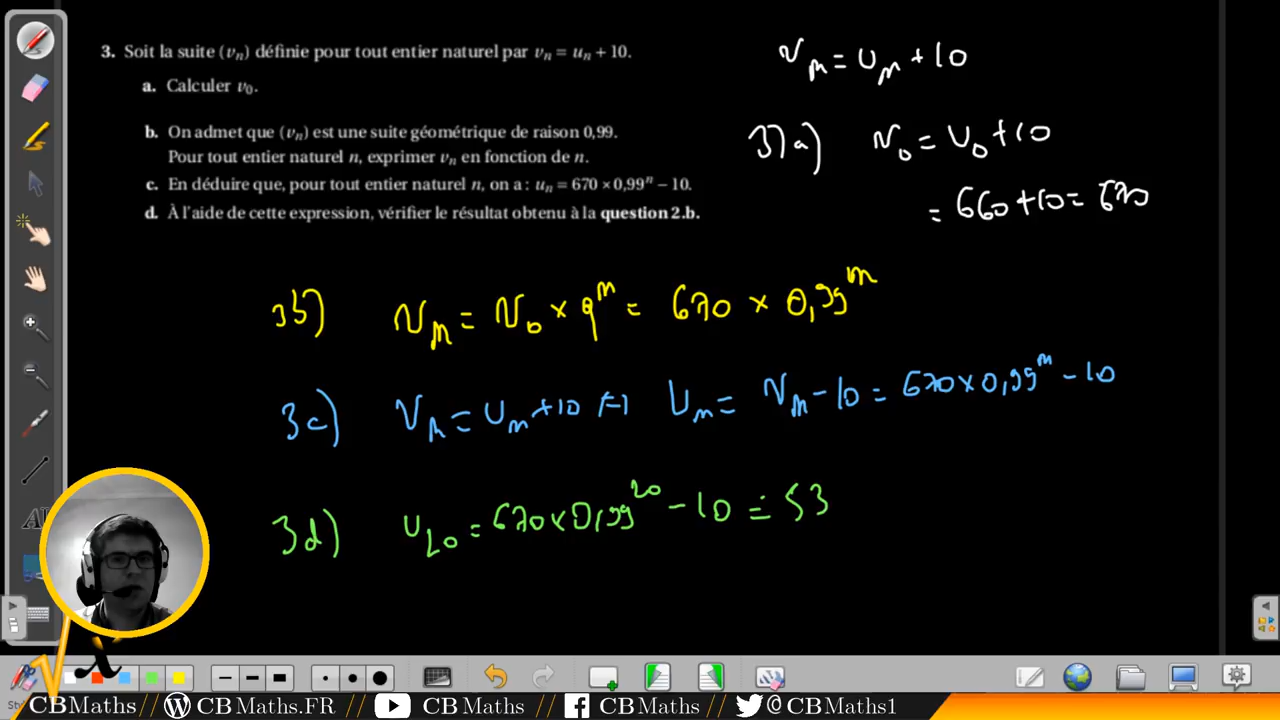 3. Soit la suite (vn) définie pour tout entier naturel par vn = un + 10.
a. Calculer v0.
b. On admet que (vn) est une suite géométrique de raison 0,99.
Pour tout entier naturel n, exprimer vn en fonction de n.
c. En déduire que, pour tout entier naturel n, on a : un = 670 × 0,99^n − 10.
d. À l'aide de cette expression, vérifier le résultat obtenu à la question 2.b.
Vn = Un + 10
3)a) V0 = U0 + 10
= 660 + 10 = 670
3b) Vn = V0 × q^n = 670 × 0,99^n
3c) Vn = Un + 10 <=> Un = Vn - 10 = 670 × 0,99^n - 10
3d) U20 = 670 × 0,99^20 - 10 = 53
CBMaths CBMaths.FR CBMaths CBMaths @CBMaths1